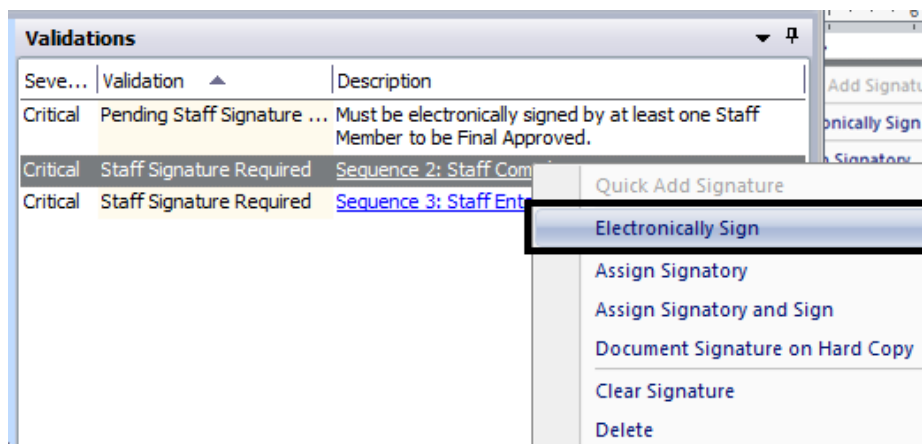 Validations
Seve... Validation Description
Add Signatu
Critical Pending Staff Signature ... Must be electronically signed by at least one Staff
Member to be Final Approved.
onically Sign
Signatory
Critical Staff Signature Required Sequence 2: Staff Com
Quick Add Signature
Critical Staff Signature Required Sequence 3: Staff Ente
Electronically Sign
Assign Signatory
Assign Signatory and Sign
Document Signature on Hard Copy
Clear Signature
Delete